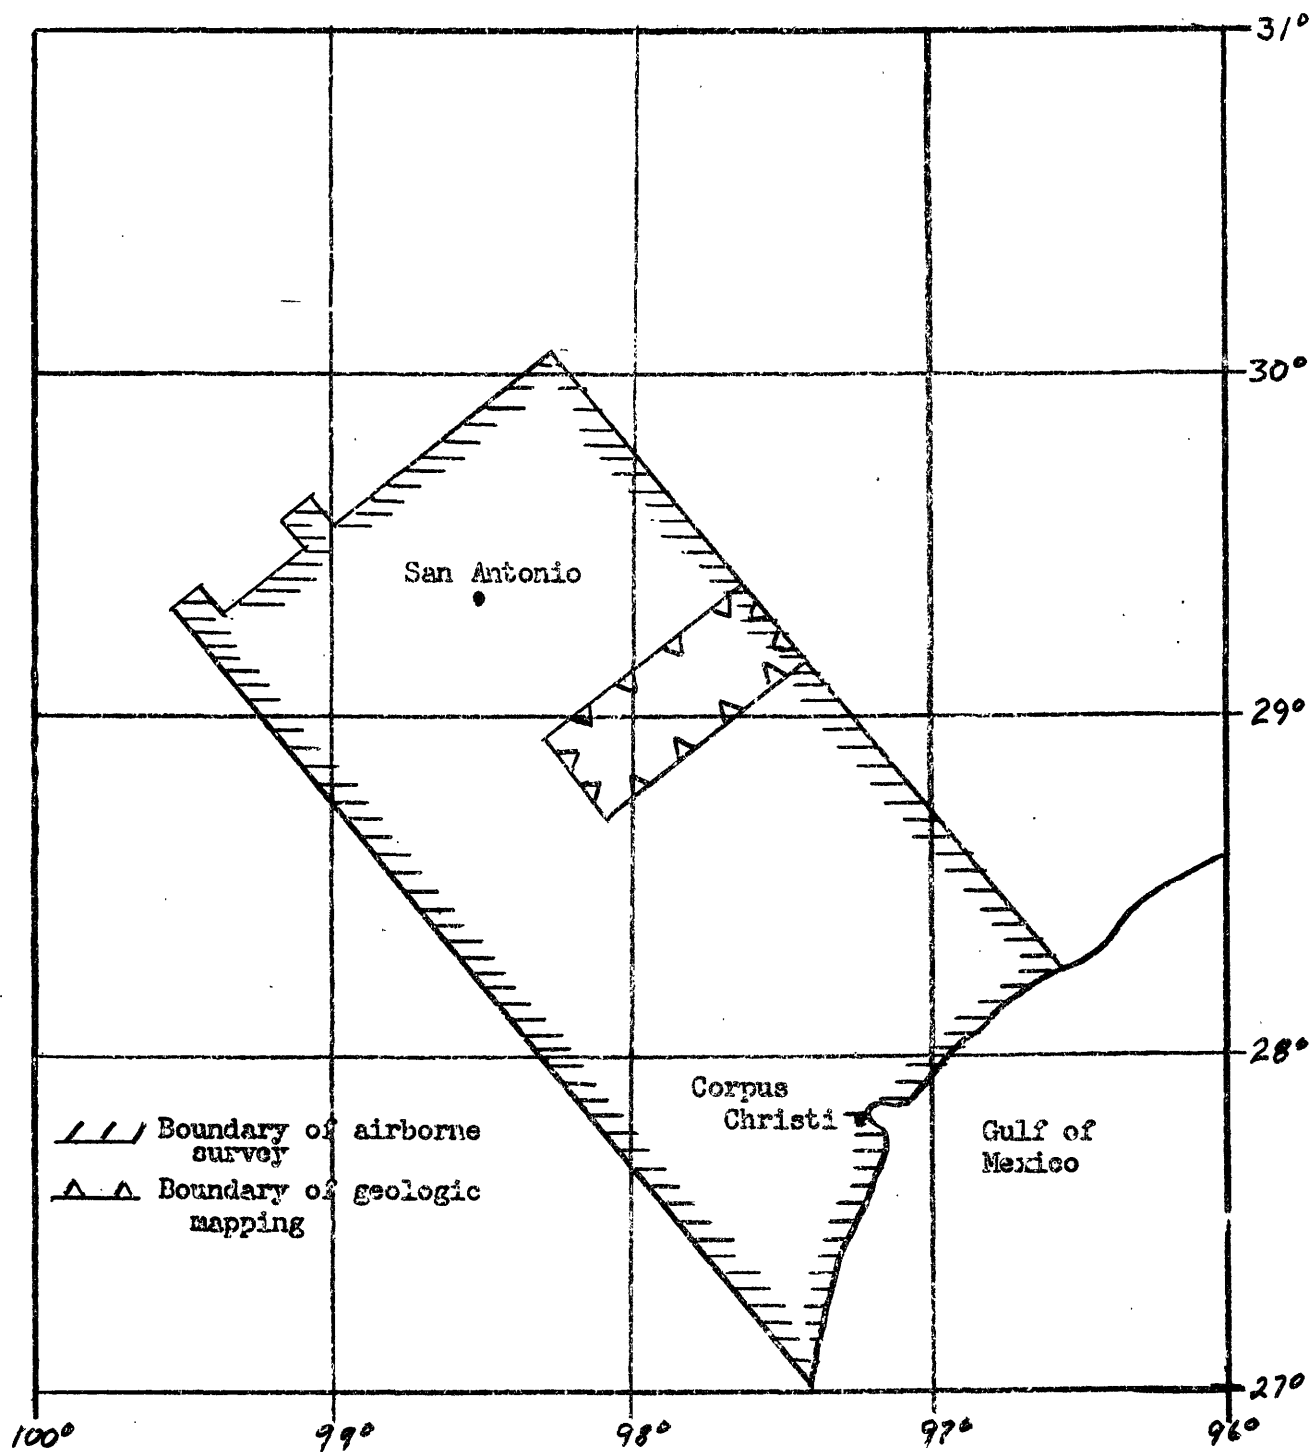 31°
30°
San Antonio
29°
28°
Corpus
Christi
Gulf of
Mexico
Boundary of airborne
survey
Boundary of geologic
mapping
27°
100° 99° 98° 97° 96°